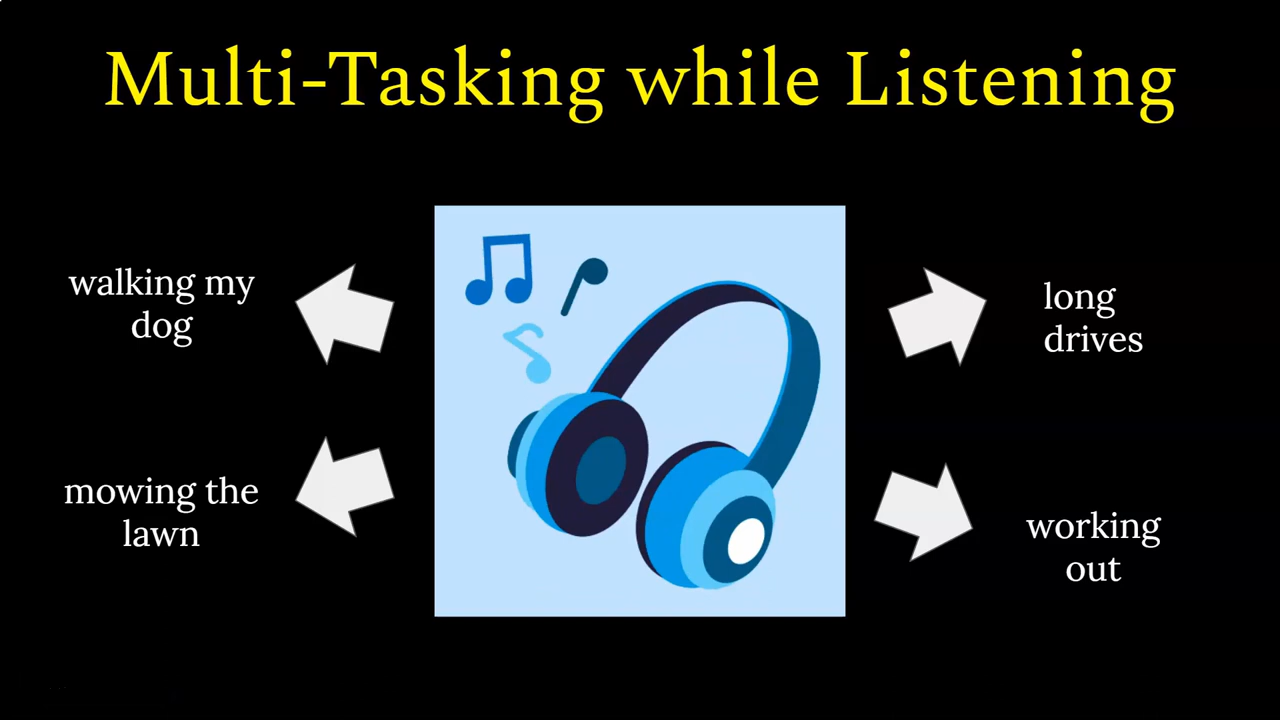 Multi-Tasking while Listening
walking my
dog
mowing the
lawn
long
drives
working
out